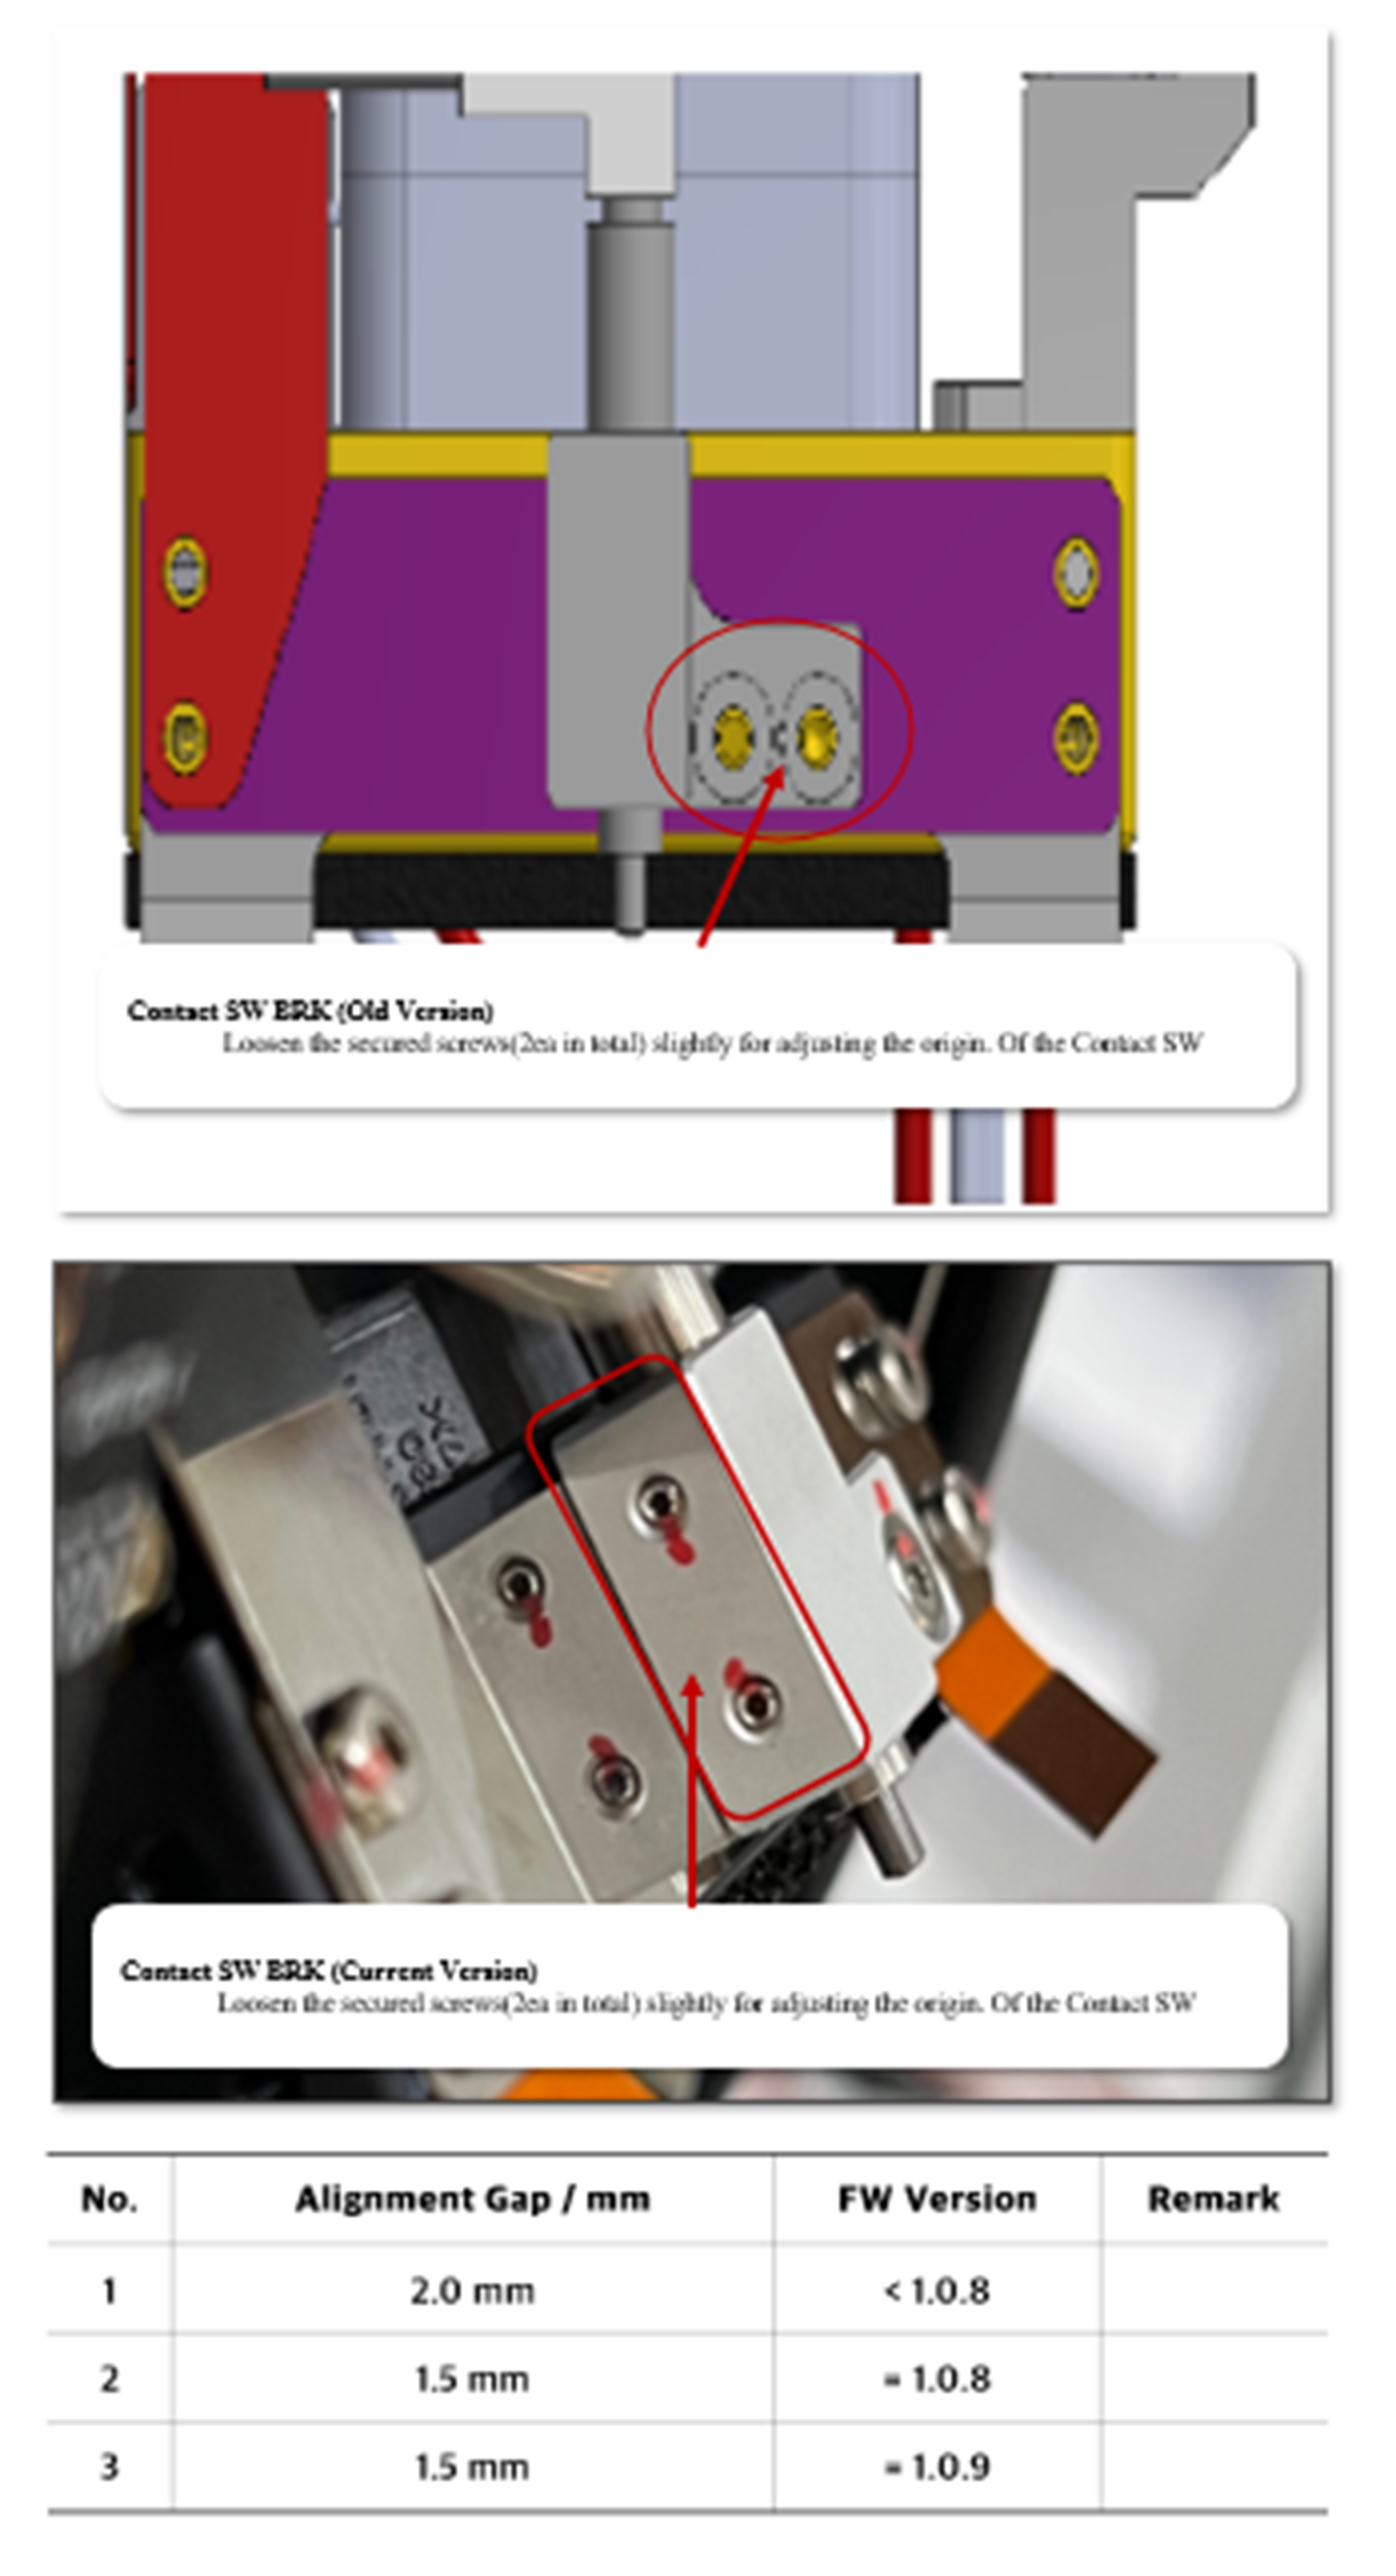 Contact SW BRK (Old Version)
Loosen the secured screws(2ea in total) slightly for adjusting the origin. Of the Contact SW
Contact SW BRK (Current Version)
Loosen the secured screws(2ea in total) slightly for adjusting the origin. Of the Contact SW
No. Alignment Gap / mm FW Version Remark
1 2.0 mm < 1.0.8
2 1.5 mm = 1.0.8
3 1.5 mm = 1.0.9